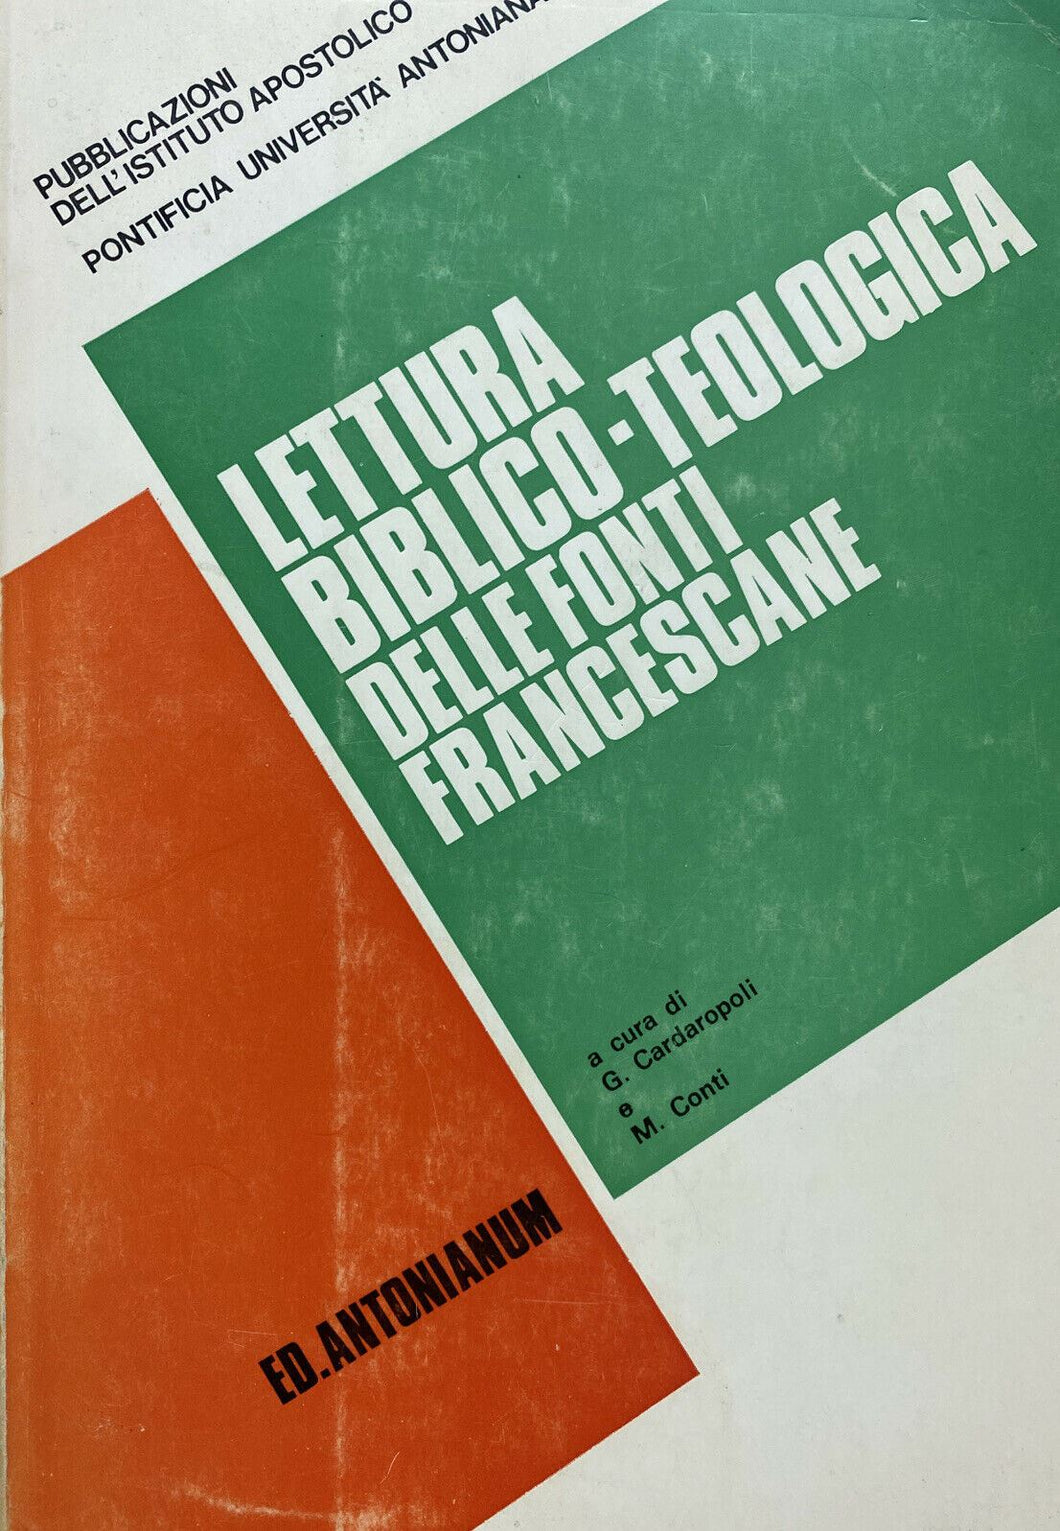 PUBBLICAZIONI
DELL'ISTITUTO APOSTOLICO
PONTIFICIA UNIVERSITÀ ANTONIANA
LETTURA
BIBLICO-TEOLOGICA
DELLE FONTI
FRANCESCANE
a cura di
G. Cardaropoli
e
M. Conti
ED. ANTONIANUM